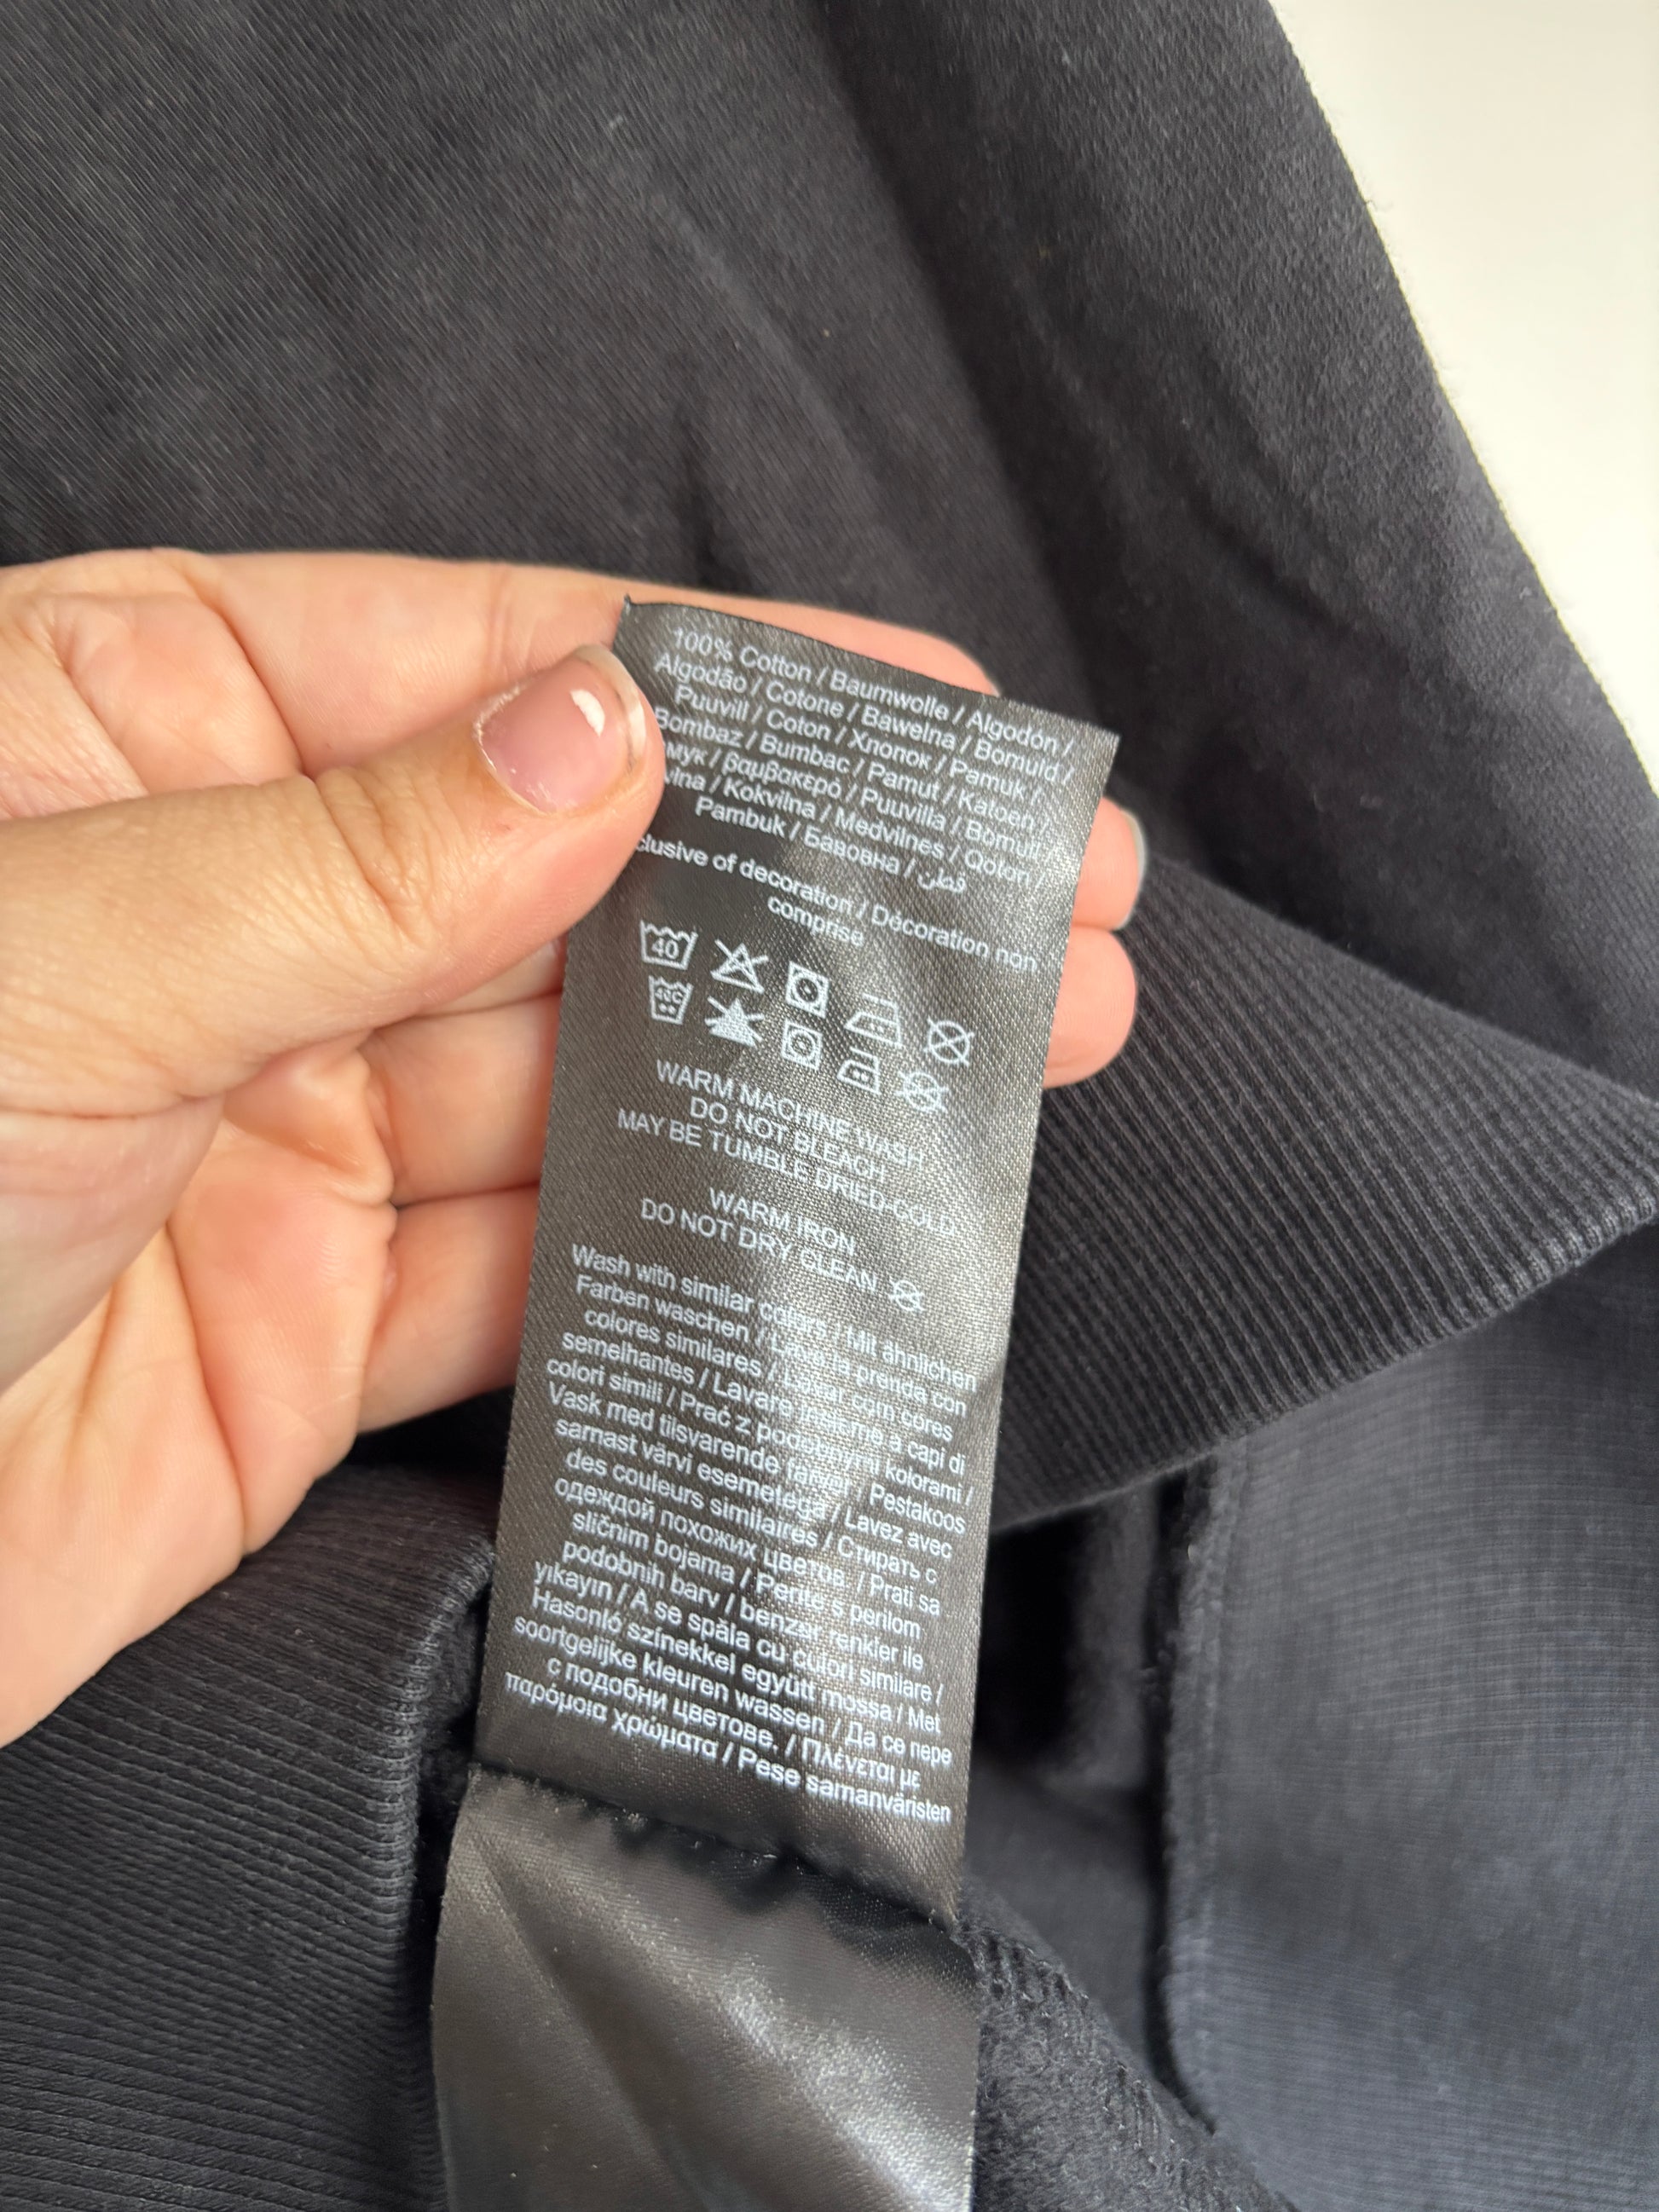 100% Cotton / Baumwolle / Algodón /
Algodão / Cotone / Bawełna / Bomuld /
Puuvill / Coton / Хлопок / Pamuk /
Bombaz / Bumbac / Pamut / Katoen /
мук / βαμβακερό / Puuvilla / Bomull
vlna / Kokvilna / Medvilnes / Qoton /
Pambuk / Бавовна / قطن
clusive of decoration / Décoration non
comprise
40
40C
WARM MACHINE WASH
DO NOT BLEACH
MAY BE TUMBLE DRIED-COLD
WARM IRON
DO NOT DRY CLEAN
Wash with similar colors / Mit ähnlichen
Farben waschen / Lave la prenda con
colores similares / Lavar com cores
semelhantes / Lavare insieme a capi di
colori simili / Prać z podobnymi kolorami /
Vask med tilsvarende farver / Pestakoos
sarnast värvi esemetega / Lavez avec
des couleurs similaires / Стирать с
одеждой похожих цветов. / Prati sa
sličnim bojama / Perite s perilom
podobnih barv / benzer renkler ile
yıkayın / A se spăla cu culori similare /
Hasonló színekkel együtt mossa / Met
soortgelijke kleuren wassen / Да се пере
с подобни цветове. / Πλένεται με
παρόμοια χρώματα / Pese samanväristen